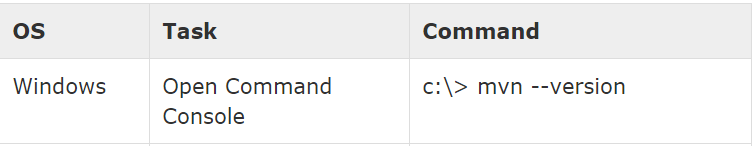 OS Task Command
Windows Open Command c:\> mvn --version
Console